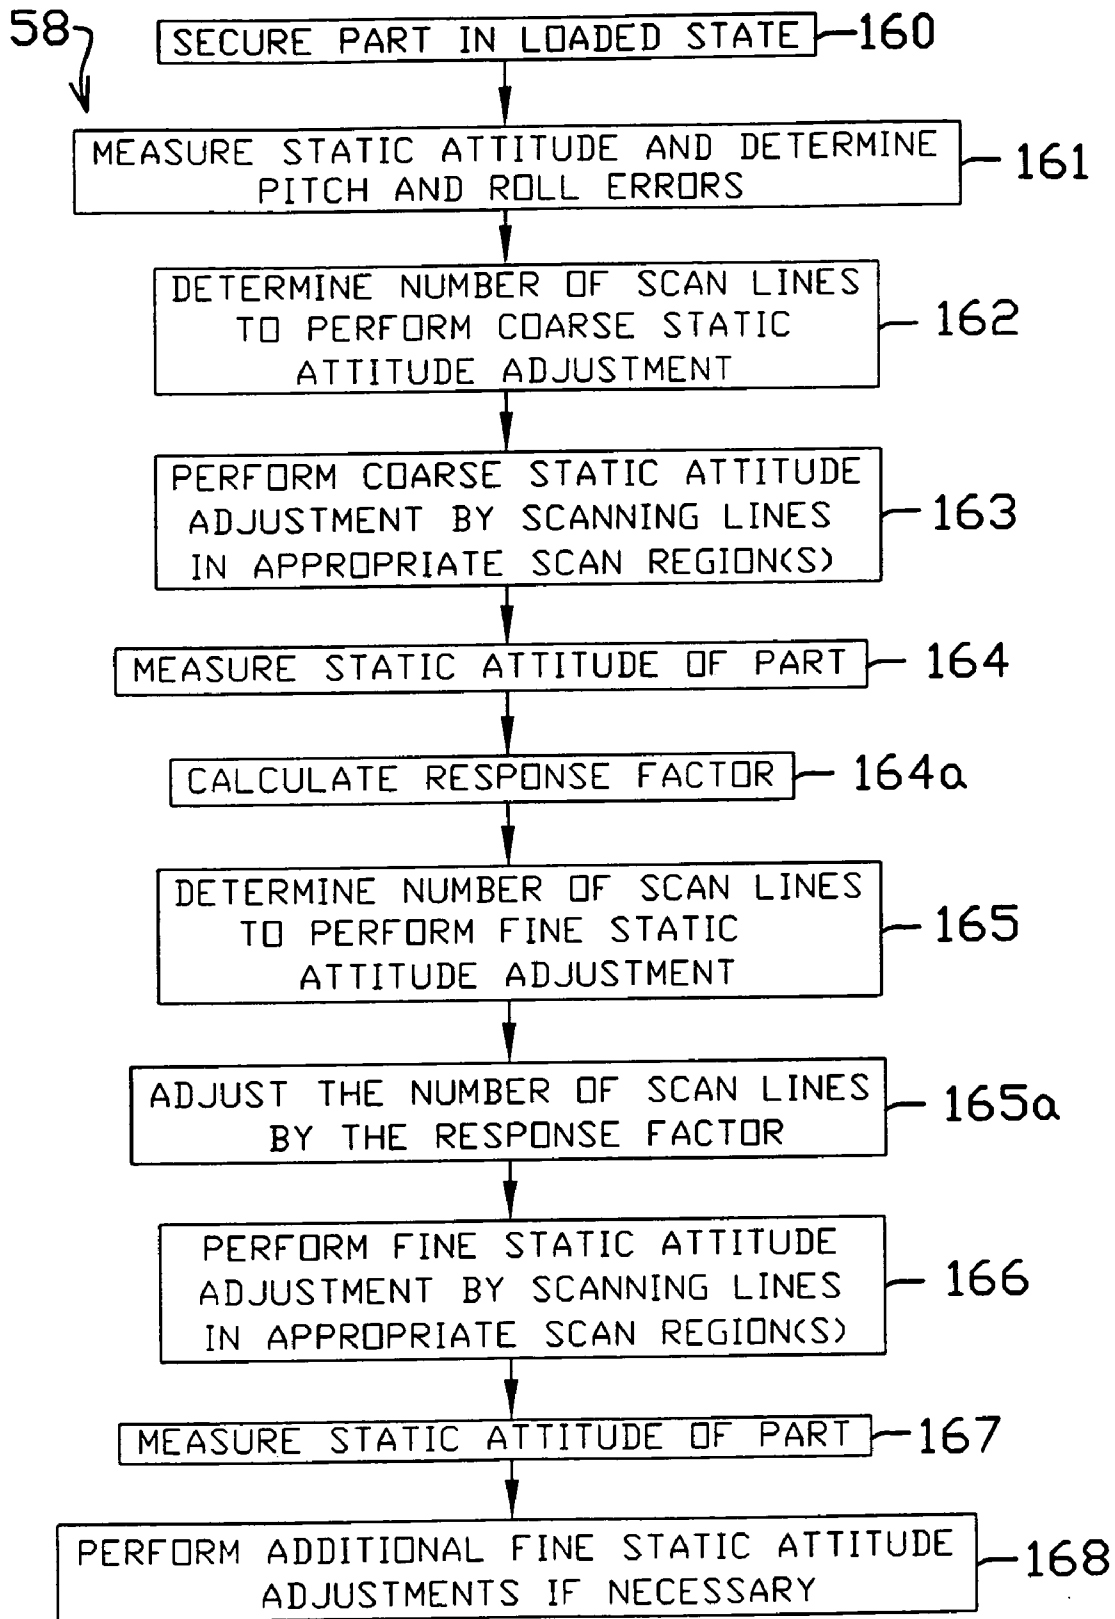 58
SECURE PART IN LOADED STATE
160
MEASURE STATIC ATTITUDE AND DETERMINE
PITCH AND ROLL ERRORS
161
DETERMINE NUMBER OF SCAN LINES
TO PERFORM COARSE STATIC
ATTITUDE ADJUSTMENT
162
PERFORM COARSE STATIC ATTITUDE
ADJUSTMENT BY SCANNING LINES
IN APPROPRIATE SCAN REGION(S)
163
MEASURE STATIC ATTITUDE OF PART
164
CALCULATE RESPONSE FACTOR
164a
DETERMINE NUMBER OF SCAN LINES
TO PERFORM FINE STATIC
ATTITUDE ADJUSTMENT
165
ADJUST THE NUMBER OF SCAN LINES
BY THE RESPONSE FACTOR
165a
PERFORM FINE STATIC ATTITUDE
ADJUSTMENT BY SCANNING LINES
IN APPROPRIATE SCAN REGION(S)
166
MEASURE STATIC ATTITUDE OF PART
167
PERFORM ADDITIONAL FINE STATIC ATTITUDE
ADJUSTMENTS IF NECESSARY
168